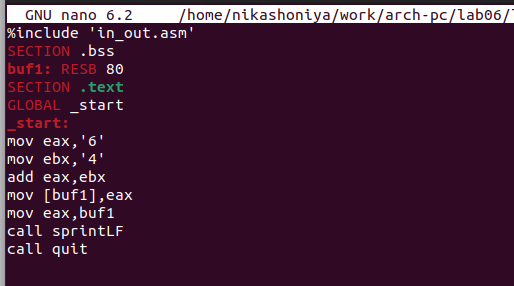 GNU nano 6.2 /home/nikashoniya/work/arch-pc/lab06/
%include 'in_out.asm'
SECTION .bss
buf1: RESB 80
SECTION .text
GLOBAL _start
_start:
mov eax,'6'
mov ebx,'4'
add eax,ebx
mov [buf1],eax
mov eax,buf1
call sprintLF
call quit